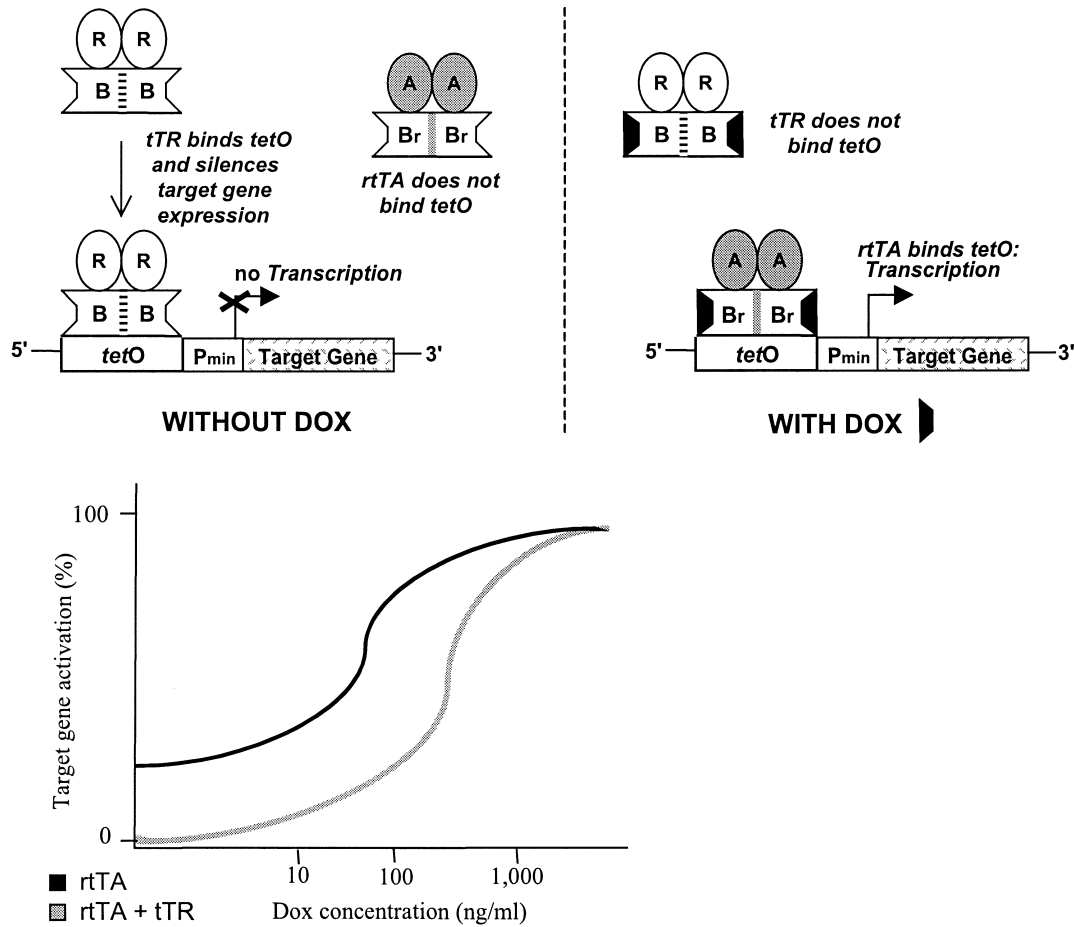 R R
B B
tTR binds tetO
and silences
target gene
expression
A A
Br Br
rtTA does not
bind tetO
R R
B B
no Transcription
5' tetO Pmin Target Gene 3'
WITHOUT DOX
R R
B B
tTR does not
bind tetO
A A
Br Br
rtTA binds tetO:
Transcription
5' tetO Pmin Target Gene 3'
WITH DOX
Target gene activation (%)
100
0
10 100 1,000
Dox concentration (ng/ml)
rtTA
rtTA + tTR